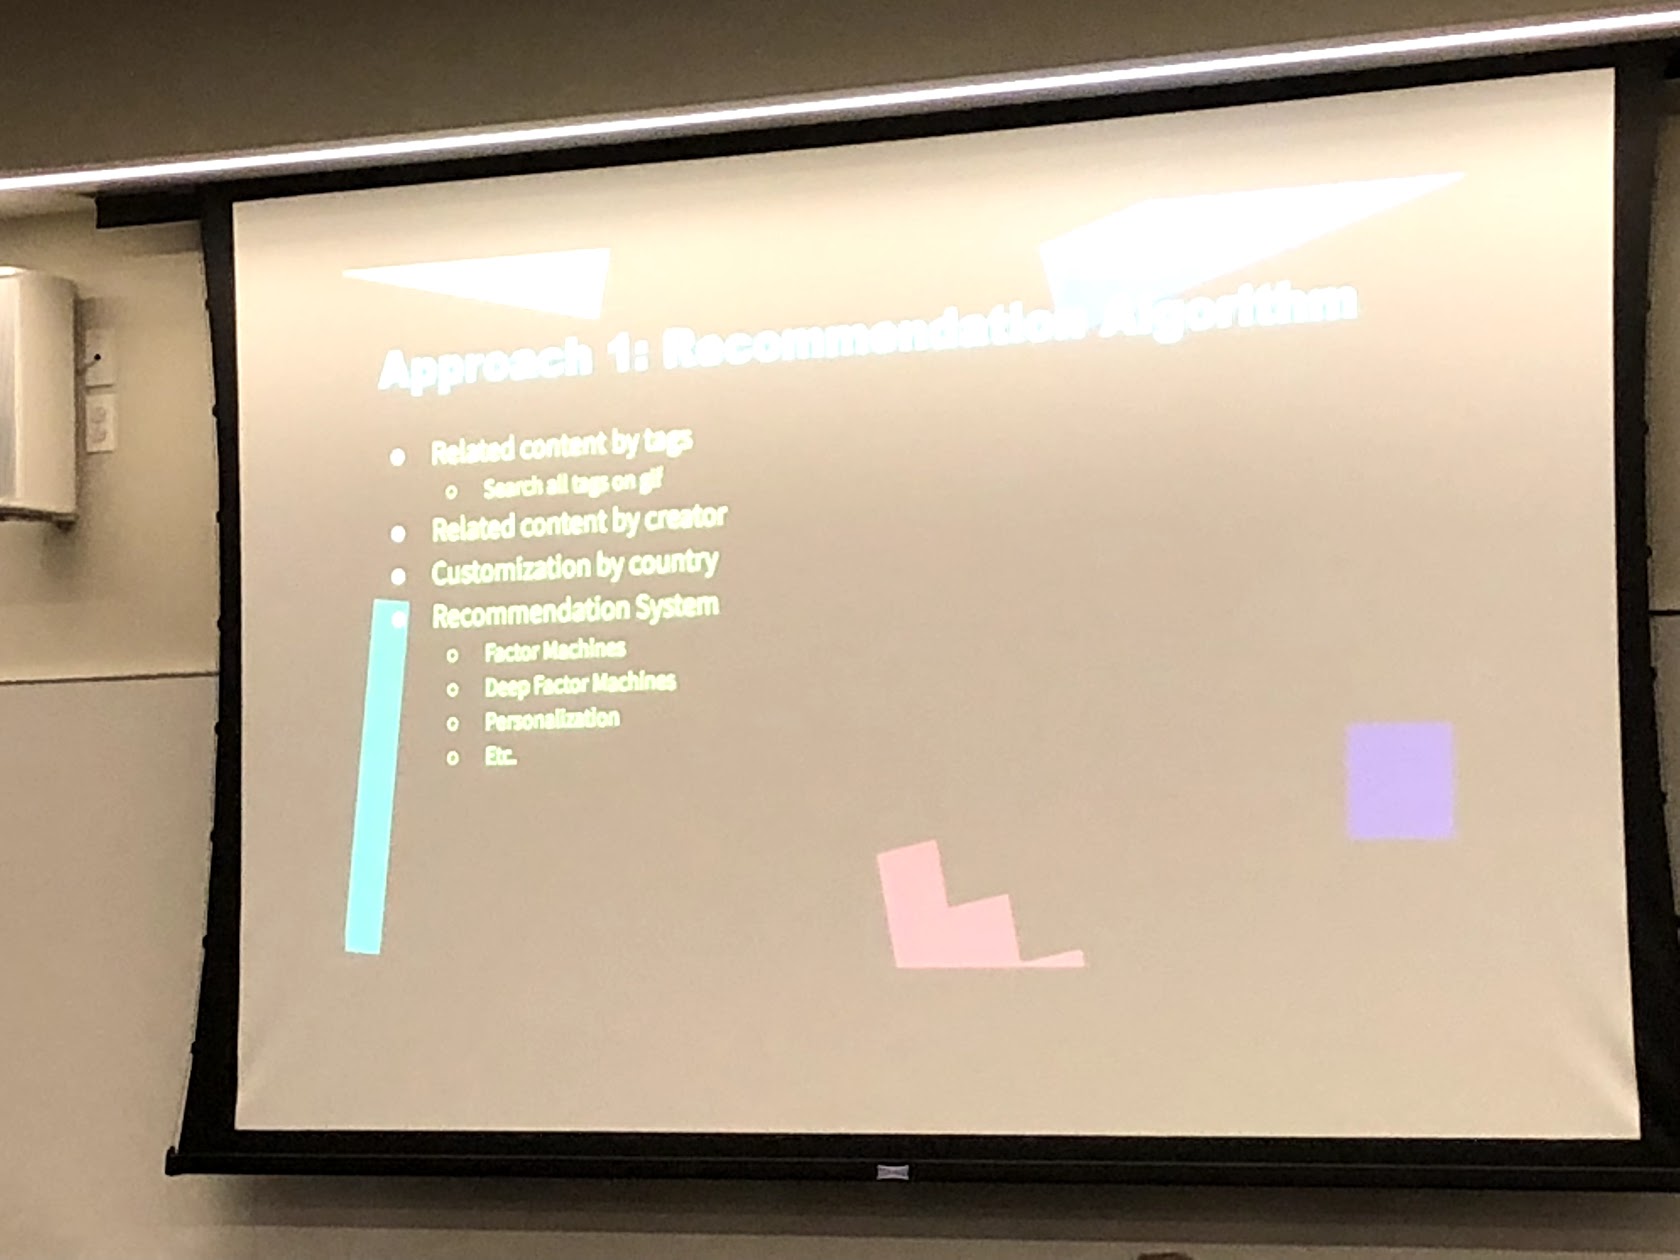 Approach 1: Recommendation Algorithm
Related content by tags
Search all tags on gif
Related content by creator
Customization by country
Recommendation System
Factor Machines
Deep Factor Machines
Personalization
Etc.